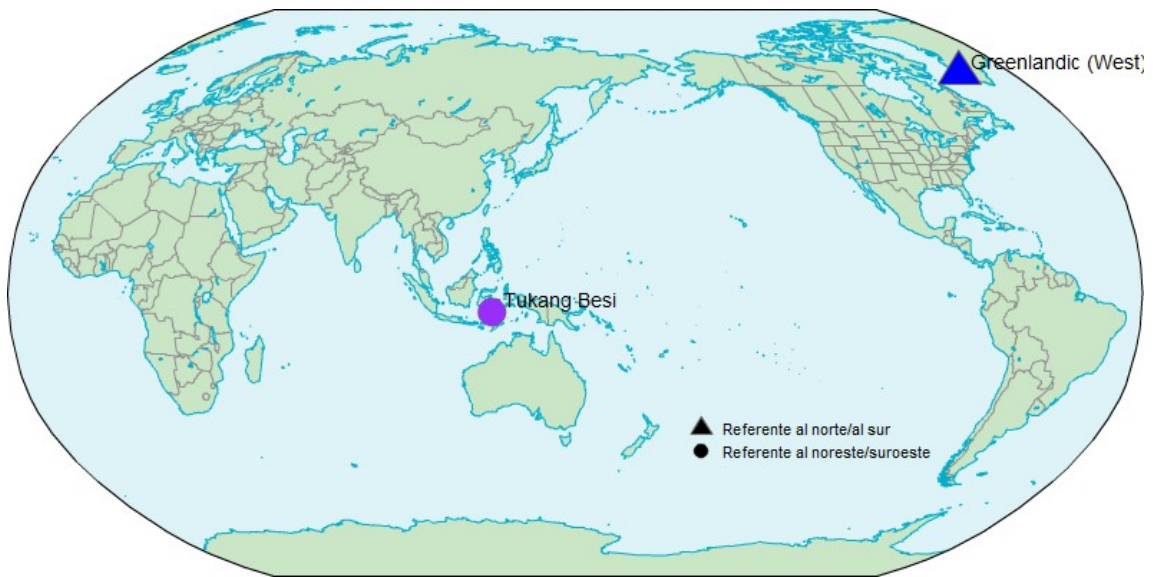 Greenlandic (West)
Tukang Besi
Referente al norte/al sur
Referente al noreste/suroeste